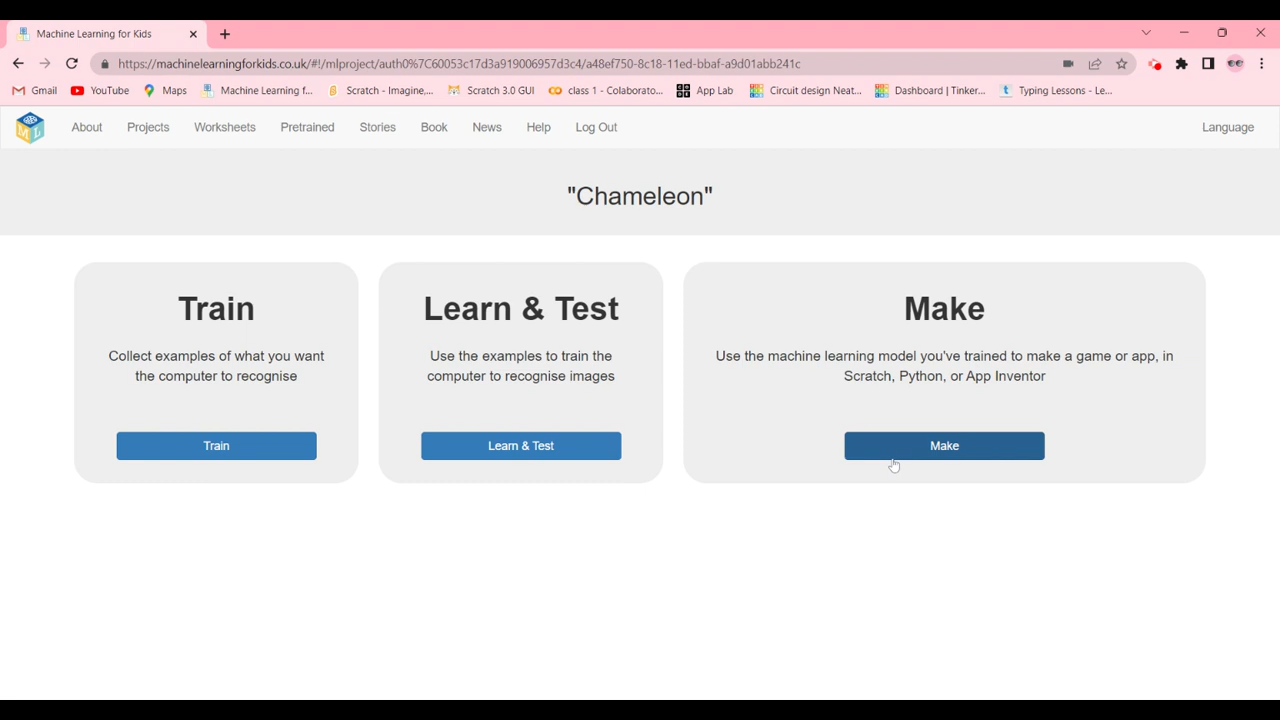 Machine Learning for Kids
https://machinelearningforkids.co.uk/#!/mlproject/auth0%7C60053c17d3a919006957d3c4/a48ef750-8c18-11ed-bbaf-a9d01abb241c
Gmail YouTube Maps Machine Learning f... Scratch - Imagine,... Scratch 3.0 GUI class 1 - Colaborato... App Lab Circuit design Neat... Dashboard | Tinker... Typing Lessons - Le...
About Projects Worksheets Pretrained Stories Book News Help Log Out Language
"Chameleon"
Train
Collect examples of what you want
the computer to recognise
Train
Learn & Test
Use the examples to train the
computer to recognise images
Learn & Test
Make
Use the machine learning model you've trained to make a game or app, in
Scratch, Python, or App Inventor
Make